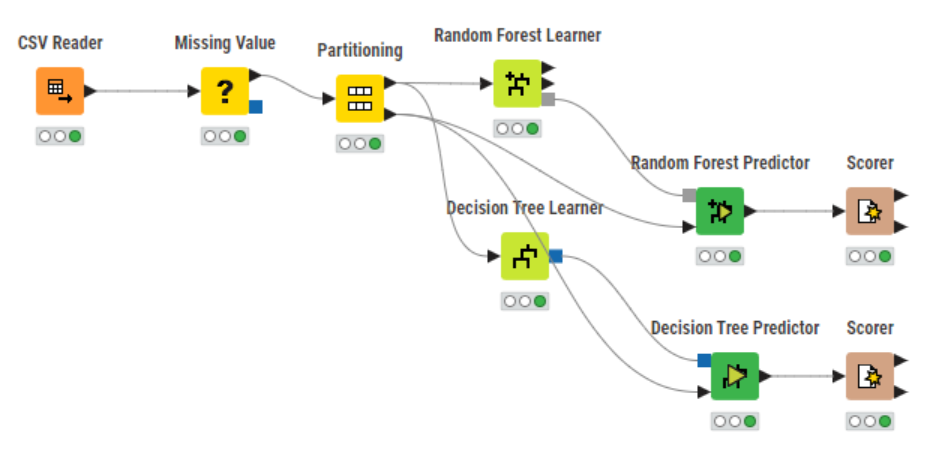 CSV Reader
Missing Value
Partitioning
Random Forest Learner
?
Random Forest Predictor
Scorer
Decision Tree Learner
Decision Tree Predictor
Scorer